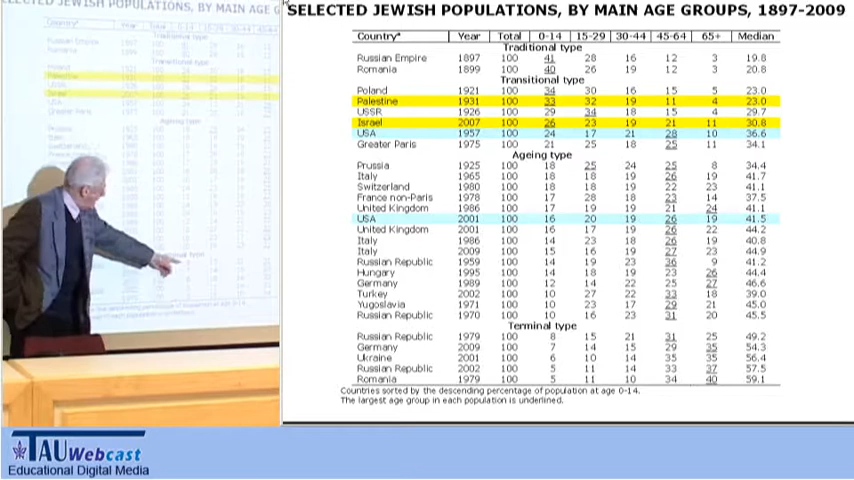 SELECTED JEWISH POPULATIONS, BY MAIN AGE GROUPS, 1897-2009
Country* Year Total 0-14 15-29 30-44 45-64 65+ Median
Traditional type
Russian Empire 1897 100 41 28 16 12 3 19.8
Romania 1899 100 40 26 19 12 3 20.8
Transitional type
Poland 1921 100 34 30 16 15 5 23.0
Palestine 1931 100 33 32 19 11 4 23.0
USSR 1926 100 29 34 18 15 4 29.7
Israel 2007 100 26 23 19 21 11 30.8
USA 1957 100 24 17 21 28 10 36.6
Greater Paris 1975 100 21 25 18 25 11 34.1
Ageing type
Prussia 1925 100 18 25 24 25 8 34.4
Italy 1965 100 18 18 19 26 19 41.7
Switzerland 1980 100 18 18 19 22 23 41.1
France non-Paris 1978 100 17 28 18 23 14 37.5
United Kingdom 1986 100 17 19 19 21 24 41.1
USA 2001 100 16 20 19 26 19 41.5
United Kingdom 2001 100 16 17 19 26 22 44.2
Italy 1986 100 14 23 18 26 19 40.8
Italy 2009 100 15 16 19 27 23 44.9
Russian Republic 1959 100 14 19 23 36 9 41.2
Hungary 1995 100 14 18 19 23 26 44.4
Germany 1989 100 12 14 22 25 27 46.6
Turkey 2002 100 10 27 22 33 18 39.0
Yugoslavia 1971 100 10 23 17 29 21 45.0
Russian Republic 1970 100 10 16 23 31 20 45.5
Terminal type
Russian Republic 1979 100 8 15 21 31 25 49.2
Germany 2009 100 7 14 15 29 35 54.3
Ukraine 2001 100 6 10 14 35 35 56.4
Russian Republic 2002 100 5 11 14 33 37 57.5
Romania 1979 100 5 11 10 34 40 59.1
Countries sorted by the descending percentage of population at age 0-14.
The largest age group in each population is underlined.
TAU Webcast
Educational Digital Media